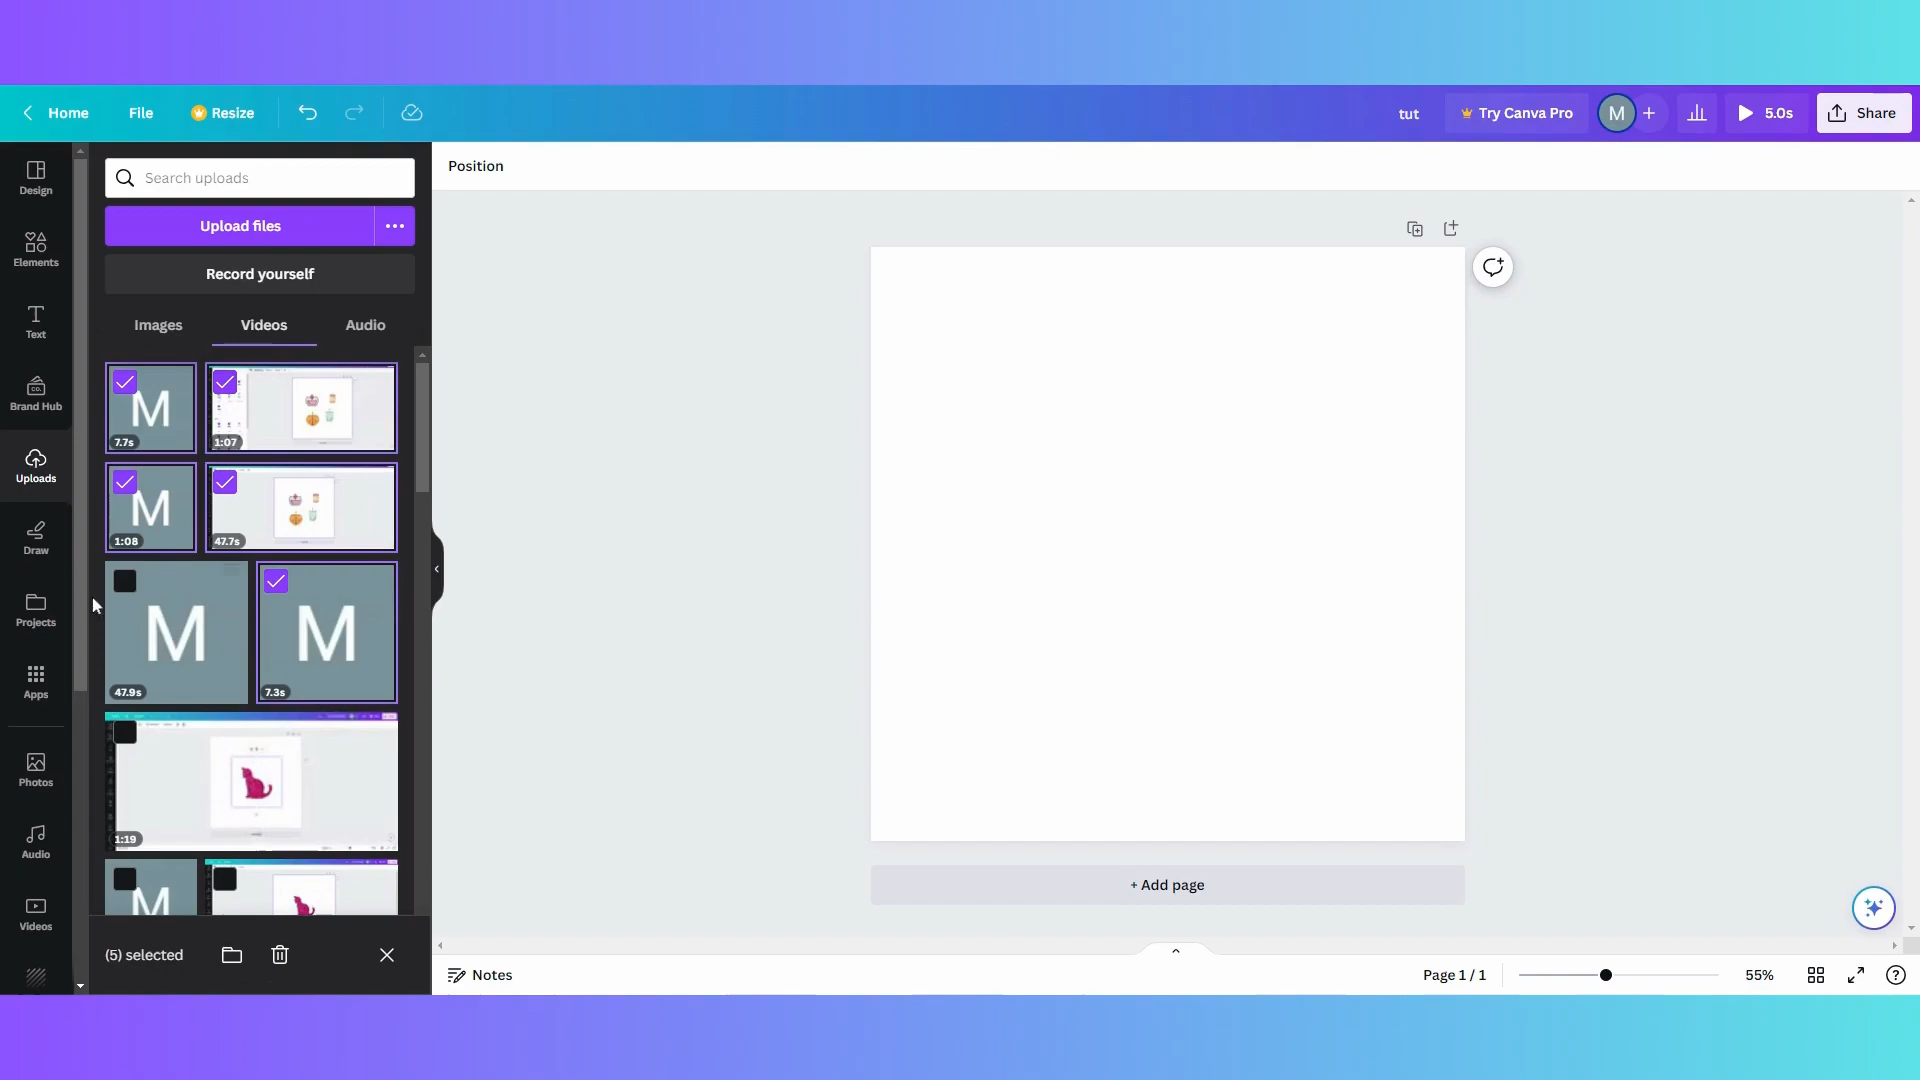 Home
File
Resize
tut
Try Canva Pro
M
5.0s
Share
Design
Elements
Text
Brand Hub
Uploads
Draw
Projects
Apps
Photos
Audio
Videos
Search uploads
Upload files
Record yourself
Images
Videos
Audio
M
7.7s
1:07
M
1:08
47.7s
M
47.9s
M
7.3s
1:19
M
(5) selected
Position
+ Add page
Notes
Page 1 / 1
55%